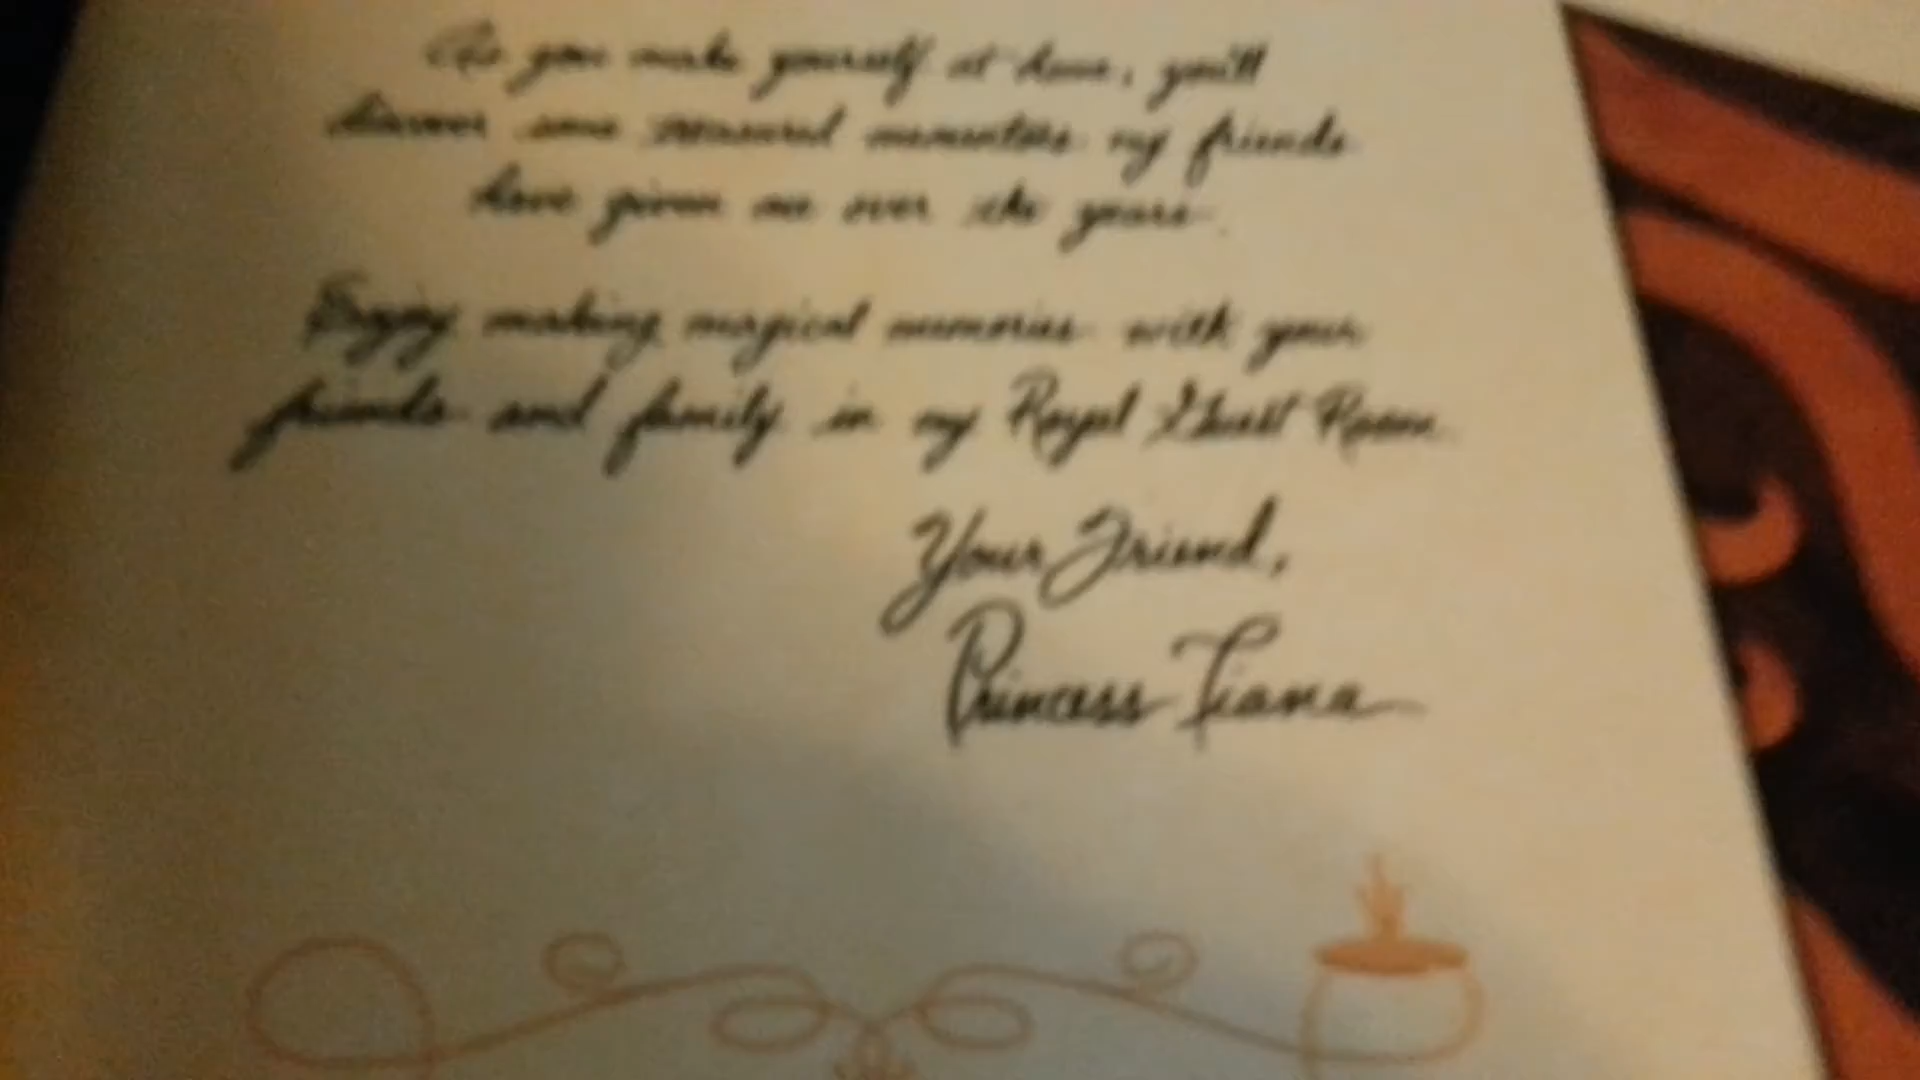 As you make yourself at home, you'll
discover some treasured mementos my friends
have given me over the years.
Enjoy making magical memories with your
friends and family in my Royal Guest Room.
Your Friend,
Princess Tiana